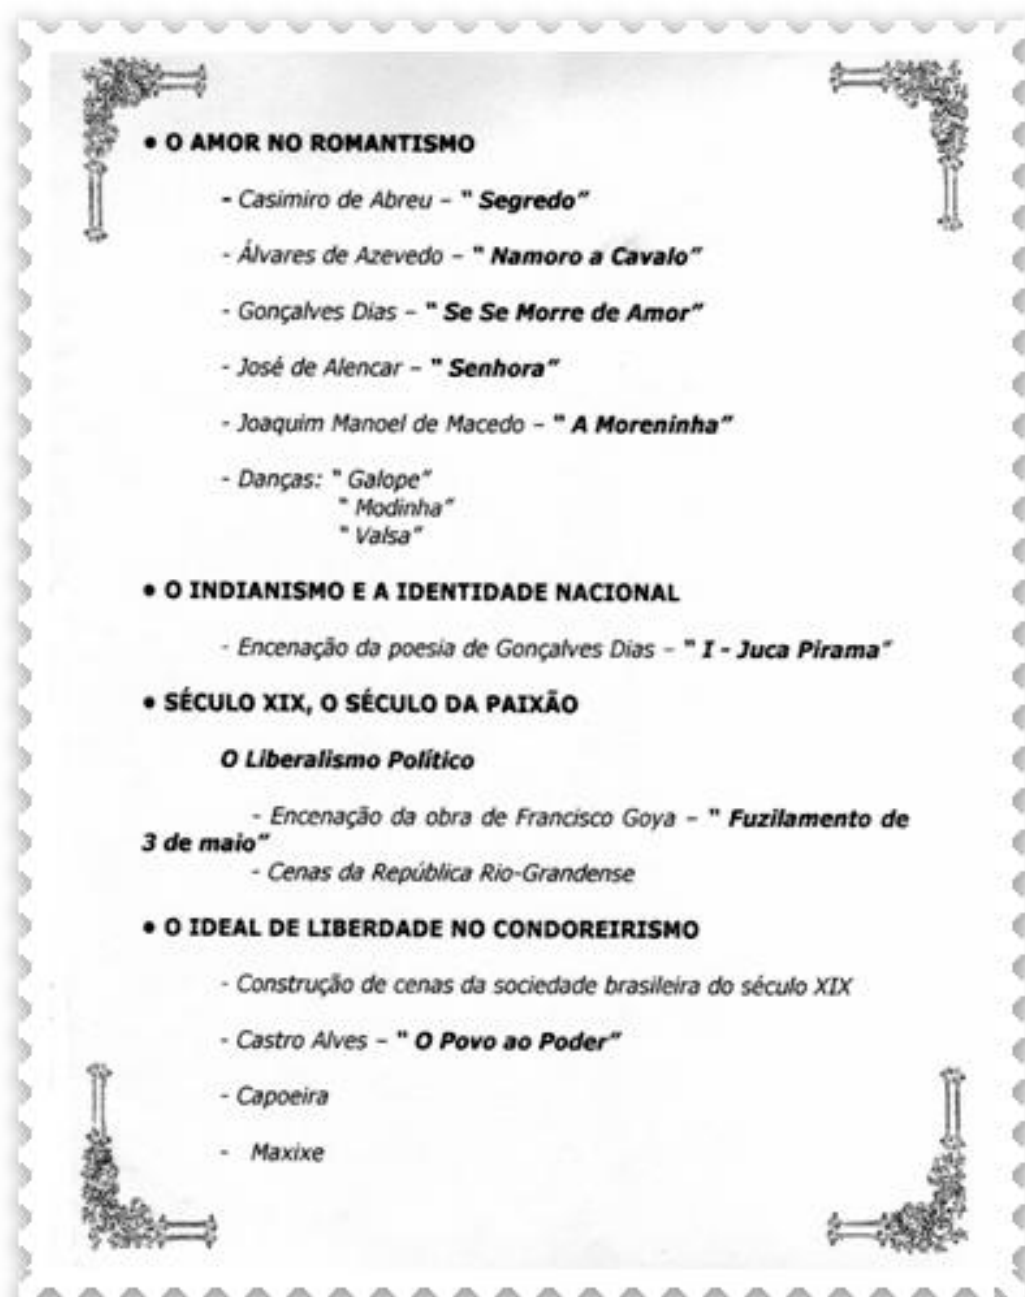 • O AMOR NO ROMANTISMO
- Casimiro de Abreu – " Segredo"
- Álvares de Azevedo – " Namoro a Cavalo"
- Gonçalves Dias – " Se Se Morre de Amor"
- José de Alencar – " Senhora"
- Joaquim Manoel de Macedo – " A Moreninha"
- Danças: " Galope"
" Modinha"
" Valsa"
• O INDIANISMO E A IDENTIDADE NACIONAL
- Encenação da poesia de Gonçalves Dias – " I - Juca Pirama"
• SÉCULO XIX, O SÉCULO DA PAIXÃO
O Liberalismo Político
- Encenação da obra de Francisco Goya – " Fuzilamento de
3 de maio"
- Cenas da República Rio-Grandense
• O IDEAL DE LIBERDADE NO CONDOREIRISMO
- Construção de cenas da sociedade brasileira do século XIX
- Castro Alves – " O Povo ao Poder"
- Capoeira
- Maxixe